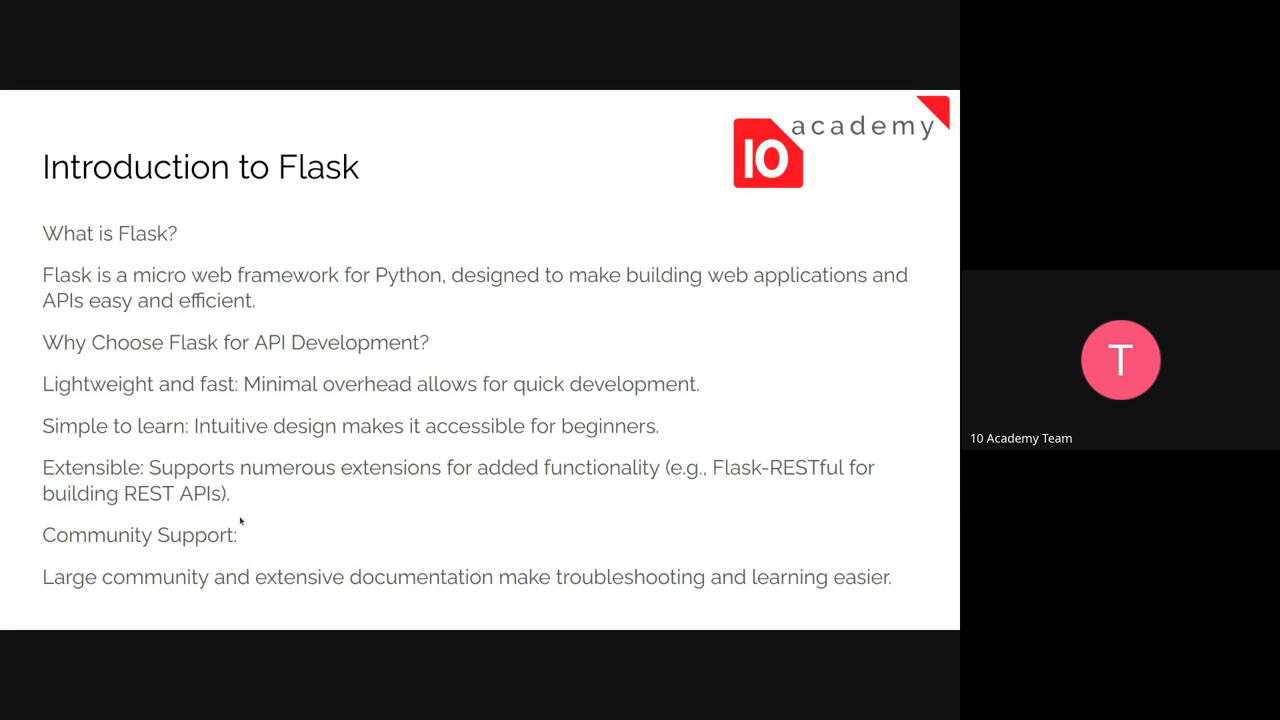 10 academy
Introduction to Flask
What is Flask?
Flask is a micro web framework for Python, designed to make building web applications and
APIs easy and efficient.
Why Choose Flask for API Development?
Lightweight and fast: Minimal overhead allows for quick development.
Simple to learn: Intuitive design makes it accessible for beginners.
Extensible: Supports numerous extensions for added functionality (e.g., Flask-RESTful for
building REST APIs).
Community Support:
Large community and extensive documentation make troubleshooting and learning easier.
T
10 Academy Team